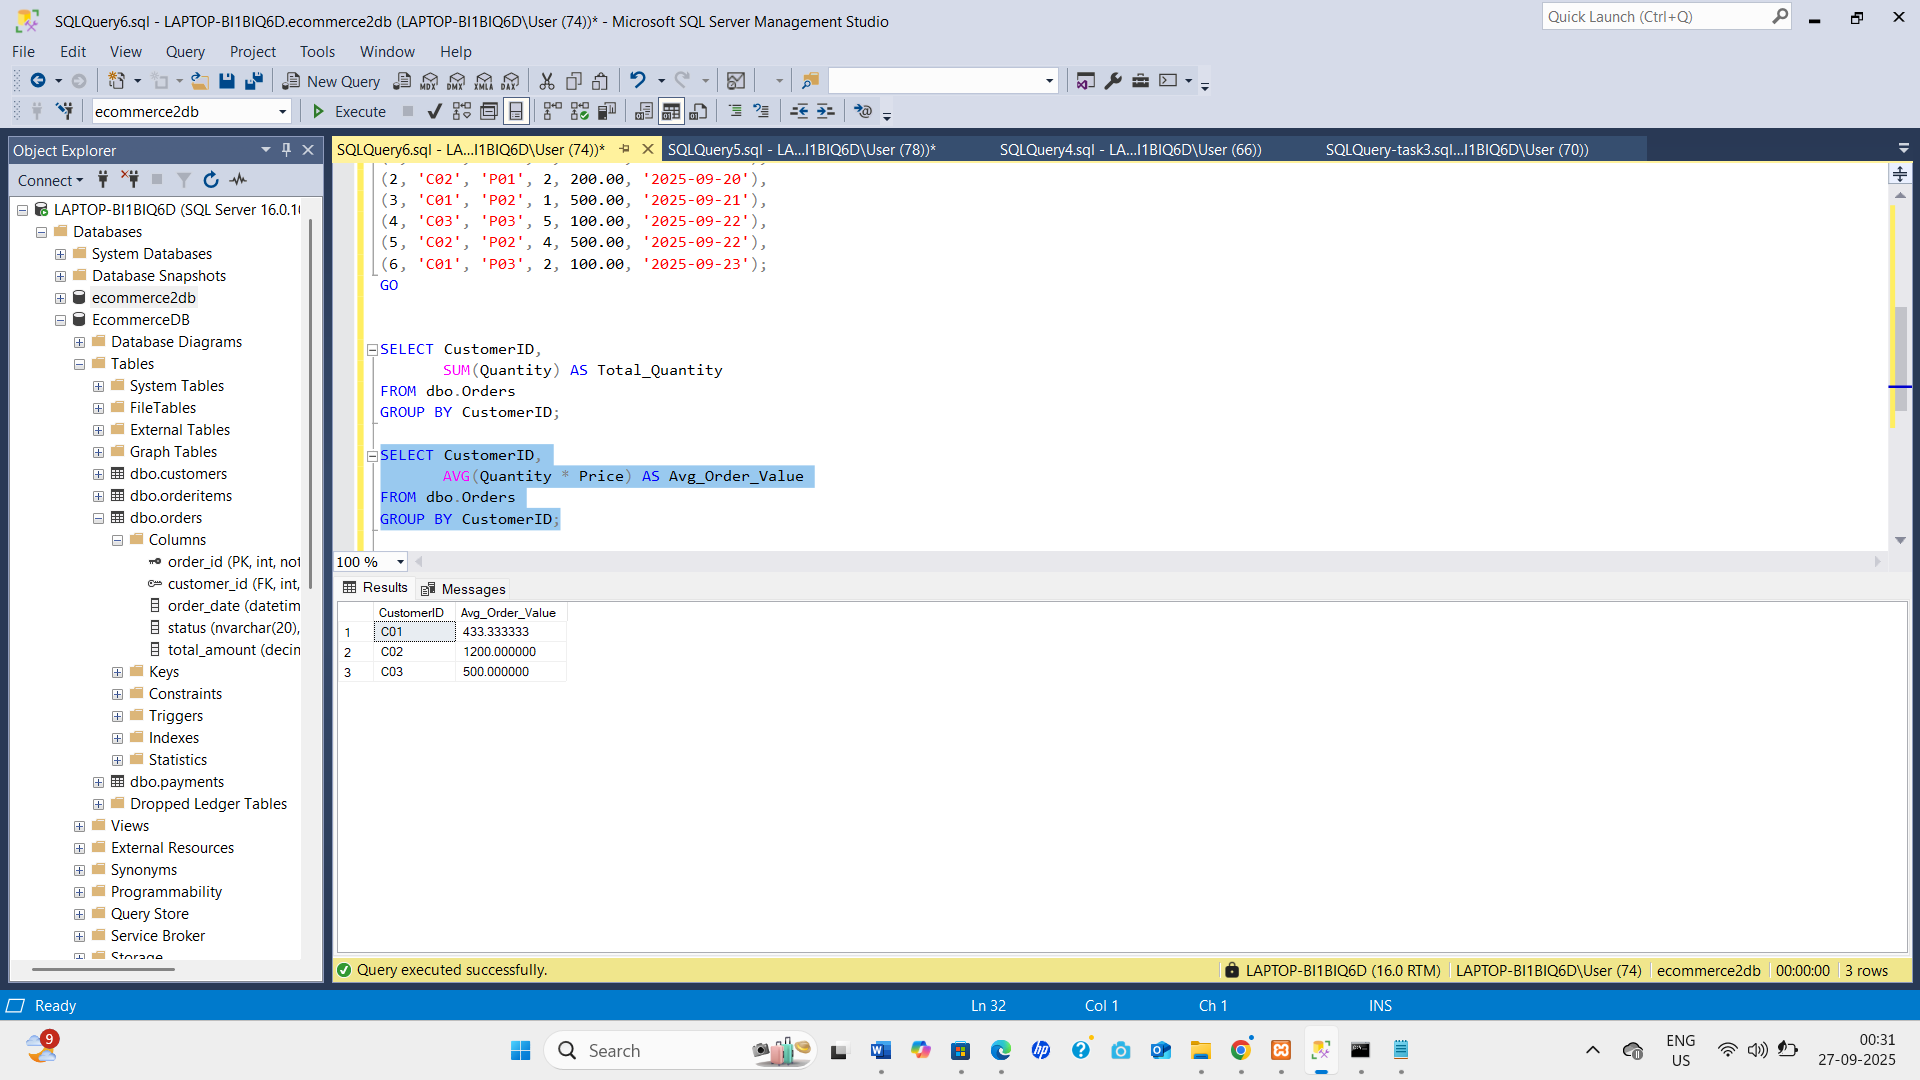 SQLQuery6.sql - LAPTOP-BI1BIQ6D.ecommerce2db (LAPTOP-BI1BIQ6D\User (74))* - Microsoft SQL Server Management Studio
Quick Launch (Ctrl+Q)
File Edit View Query Project Tools Window Help
New Query
MDX DMX XMLA DAX
ecommerce2db
Execute
Object Explorer
Connect
LAPTOP-BI1BIQ6D (SQL Server 16.0.10
Databases
System Databases
Database Snapshots
ecommerce2db
EcommerceDB
Database Diagrams
Tables
System Tables
FileTables
External Tables
Graph Tables
dbo.customers
dbo.orderitems
dbo.orders
Columns
order_id (PK, int, not
customer_id (FK, int,
order_date (datetim
status (nvarchar(20),
total_amount (decin
Keys
Constraints
Triggers
Indexes
Statistics
dbo.payments
Dropped Ledger Tables
Views
External Resources
Synonyms
Programmability
Query Store
Service Broker
Storage
SQLQuery6.sql - LA...I1BIQ6D\User (74))*
SQLQuery5.sql - LA...I1BIQ6D\User (78))*
SQLQuery4.sql - LA...I1BIQ6D\User (66))
SQLQuery-task3.sql...I1BIQ6D\User (70))
(2, 'C02', 'P01', 2, 200.00, '2025-09-20'),
(3, 'C01', 'P02', 1, 500.00, '2025-09-21'),
(4, 'C03', 'P03', 5, 100.00, '2025-09-22'),
(5, 'C02', 'P02', 4, 500.00, '2025-09-22'),
(6, 'C01', 'P03', 2, 100.00, '2025-09-23');
GO
SELECT CustomerID,
SUM(Quantity) AS Total_Quantity
FROM dbo.Orders
GROUP BY CustomerID;
SELECT CustomerID,
AVG(Quantity * Price) AS Avg_Order_Value
FROM dbo.Orders
GROUP BY CustomerID;
100 %
Results Messages
CustomerID Avg_Order_Value
1 C01 433.333333
2 C02 1200.000000
3 C03 500.000000
Query executed successfully.
LAPTOP-BI1BIQ6D (16.0 RTM) LAPTOP-BI1BIQ6D\User (74) ecommerce2db 00:00:00 3 rows
Ready
Ln 32 Col 1 Ch 1 INS
9
Search
ENG
US
00:31
27-09-2025